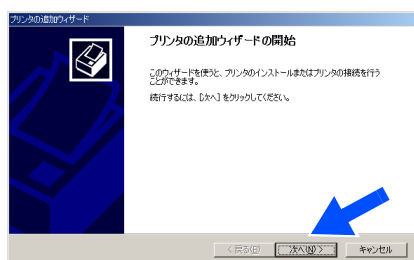 プリンタの追加ウィザード
プリンタの追加ウィザードの開始
このウィザードを使うと、プリンタのインストールまたはプリンタの接続を行う
ことができます。
続行するには、[次へ] をクリックしてください。
< 戻る(B) 次へ(N) > キャンセル